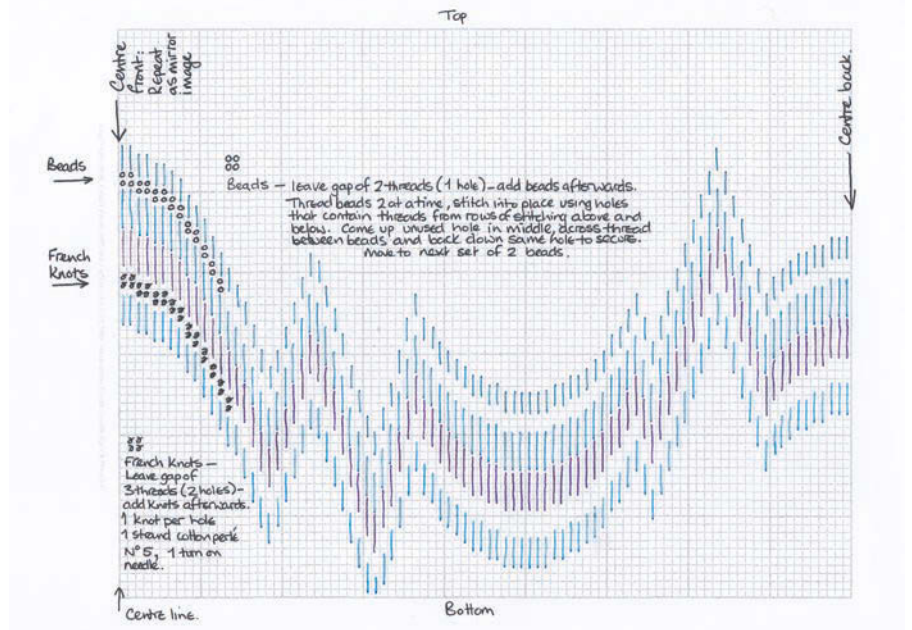 Top
Centre
front:
Repeat
as mirror
image
Centre back.
Beads
Beads – leave gap of 2 threads (1 hole) – add beads afterwards.
Thread beads 2 at a time, stitch into place using holes
that contain threads from rows of stitching above and
below. Come up unused hole in middle, across thread
between beads and back down same hole to secure.
Move to next set of 2 beads.
French
Knots
French Knots –
Leave gap of
3 threads (2 holes) –
add knots afterwards.
1 knot per hole
1 strand cotton perlé
Nº 5, 1 turn on
needle.
Centre line.
Bottom